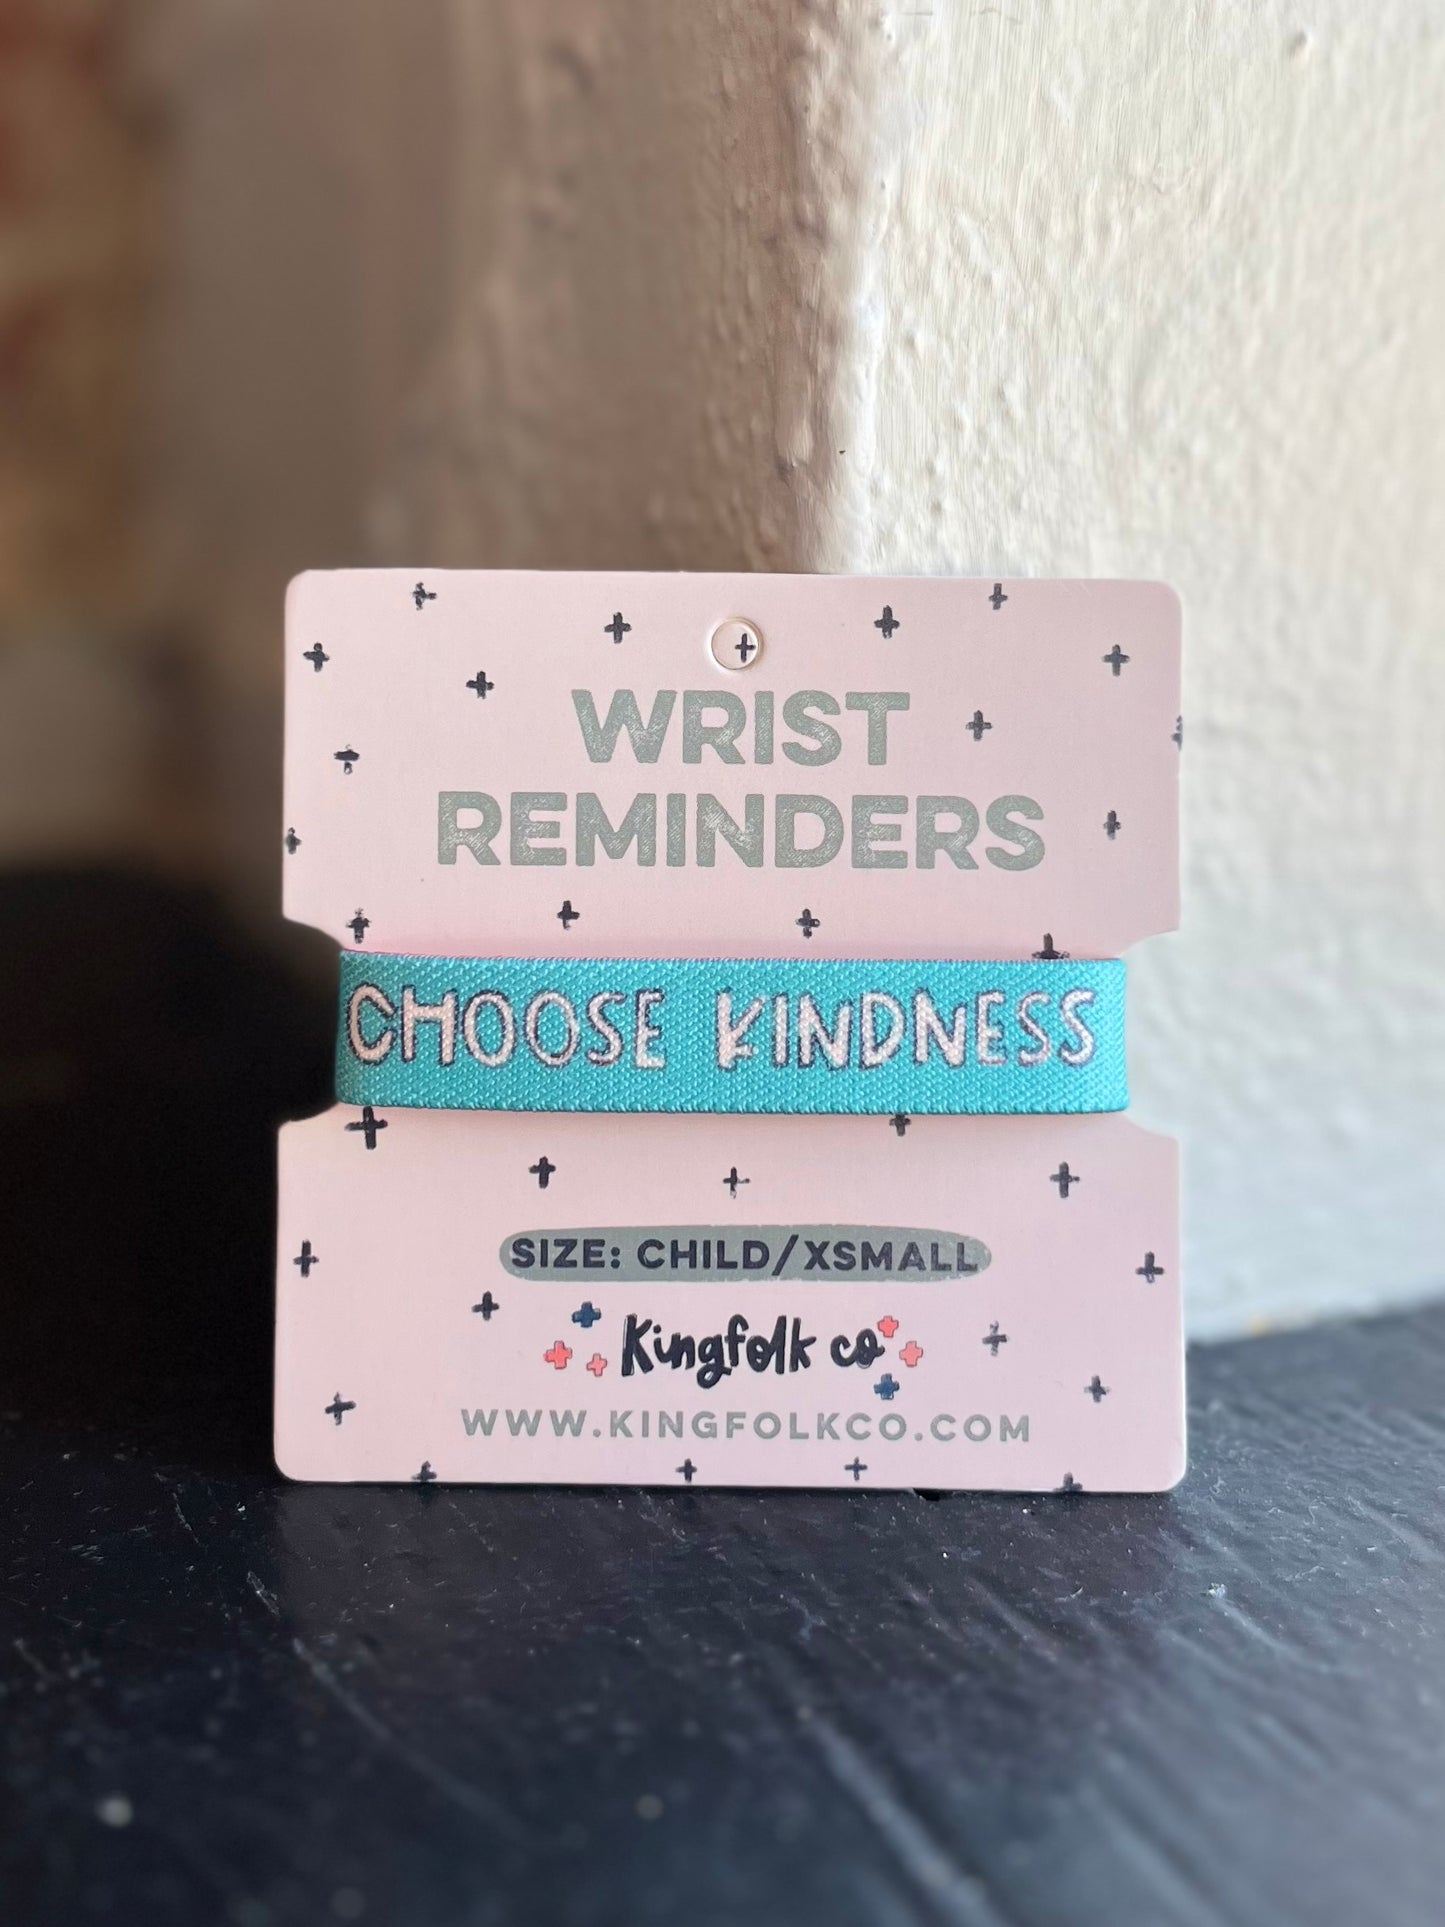 WRIST
REMINDERS
CHOOSE KINDNESS
SIZE: CHILD/XSMALL
Kingfolk co
WWW.KINGFOLKCO.COM